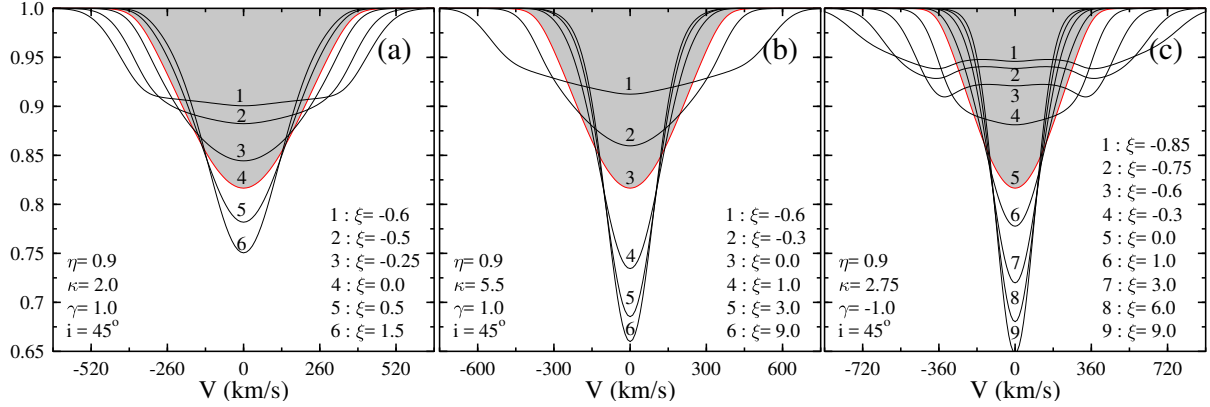 1.0
0.95
0.9
0.85
0.8
0.75
0.7
0.65
(a)
1
2
3
4
5
6
η= 0.9
κ= 2.0
γ= 1.0
i = 45°
1 : ξ= -0.6
2 : ξ= -0.5
3 : ξ= -0.25
4 : ξ= 0.0
5 : ξ= 0.5
6 : ξ= 1.5
-520 -260 0 260 520
V (km/s)
(b)
1
2
3
4
5
6
η= 0.9
κ= 5.5
γ= 1.0
i = 45°
1 : ξ= -0.6
2 : ξ= -0.3
3 : ξ= 0.0
4 : ξ= 1.0
5 : ξ= 3.0
6 : ξ= 9.0
-600 -300 0 300 600
V (km/s)
(c)
1
2
3
4
5
6
7
8
9
η= 0.9
κ= 2.75
γ= -1.0
i = 45°
1 : ξ= -0.85
2 : ξ= -0.75
3 : ξ= -0.6
4 : ξ= -0.3
5 : ξ= 0.0
6 : ξ= 1.0
7 : ξ= 3.0
8 : ξ= 6.0
9 : ξ= 9.0
-720 -360 0 360 720
V (km/s)